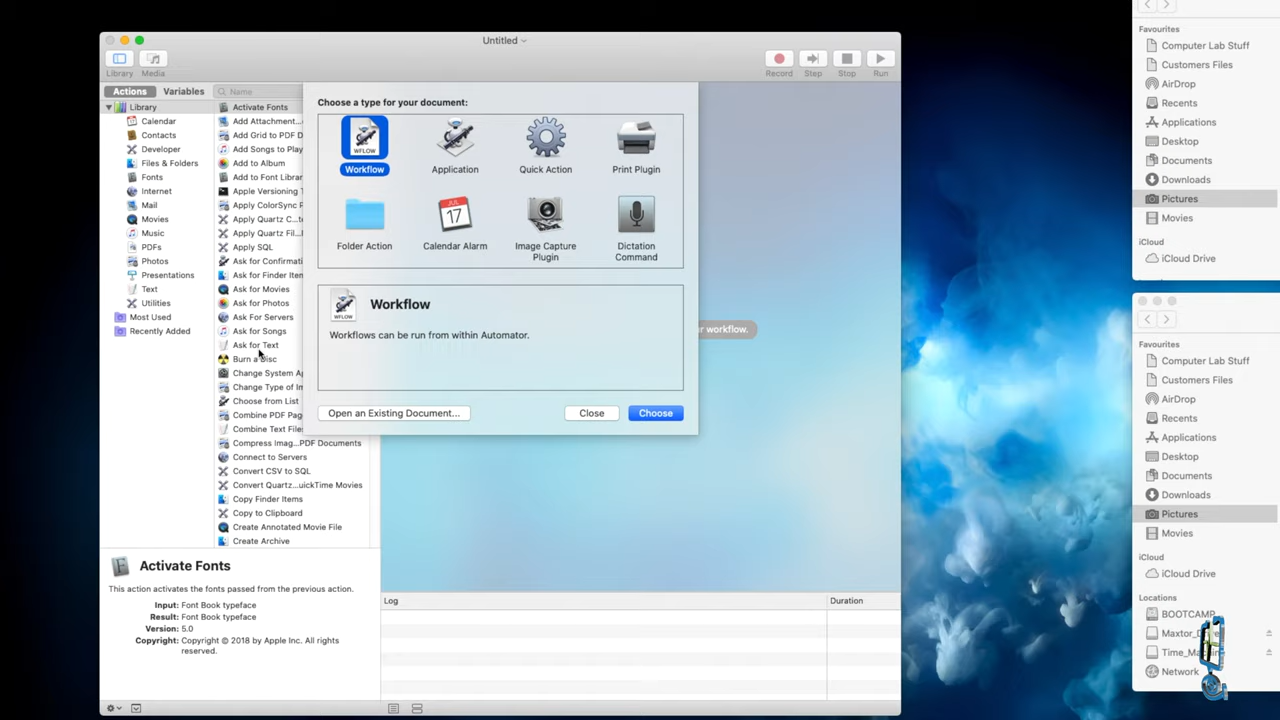 Untitled
Library
Media
Record
Step
Stop
Run
Actions
Variables
Name
Library
Calendar
Contacts
Developer
Files & Folders
Fonts
Internet
Mail
Movies
Music
PDFs
Photos
Presentations
Text
Utilities
Most Used
Recently Added
Activate Fonts
Add Attachment...
Add Grid to PDF D
Add Songs to Play
Add to Album
Add to Font Librar
Apple Versioning T
Apply ColorSync P
Apply Quartz C...to
Apply Quartz Fil...
Apply SQL
Ask for Confirmati
Ask for Finder Item
Ask for Movies
Ask for Photos
Ask For Servers
Ask for Songs
Ask for Text
Burn a Disc
Change System Ap
Change Type of Im
Choose from List
Combine PDF Pag
Combine Text Files
Compress Imag...PDF Documents
Connect to Servers
Convert CSV to SQL
Convert Quartz...uickTime Movies
Copy Finder Items
Copy to Clipboard
Create Annotated Movie File
Create Archive
Choose a type for your document:
WFLOW
Workflow
Application
Quick Action
Print Plugin
Folder Action
JUL
17
Calendar Alarm
Image Capture
Plugin
Dictation
Command
WFLOW
Workflow
Workflows can be run from within Automator.
Open an Existing Document...
Close
Choose
r workflow.
Activate Fonts
This action activates the fonts passed from the previous action.
Input: Font Book typeface
Result: Font Book typeface
Version: 5.0
Copyright: Copyright © 2018 by Apple Inc. All rights
reserved.
Log
Duration
Favourites
Computer Lab Stuff
Customers Files
AirDrop
Recents
Applications
Desktop
Documents
Downloads
Pictures
Movies
iCloud
iCloud Drive
Favourites
Computer Lab Stuff
Customers Files
AirDrop
Recents
Applications
Desktop
Documents
Downloads
Pictures
Movies
iCloud
iCloud Drive
Locations
BOOTCAMP
Maxtor_
Time_Ma
Network